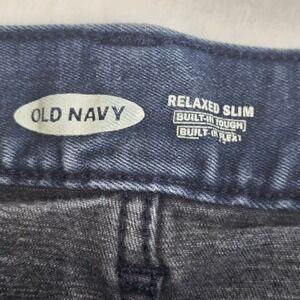 OLD NAVY
RELAXED SLIM
BUILT-IN TOUGH
BUILT-IN FLEX!